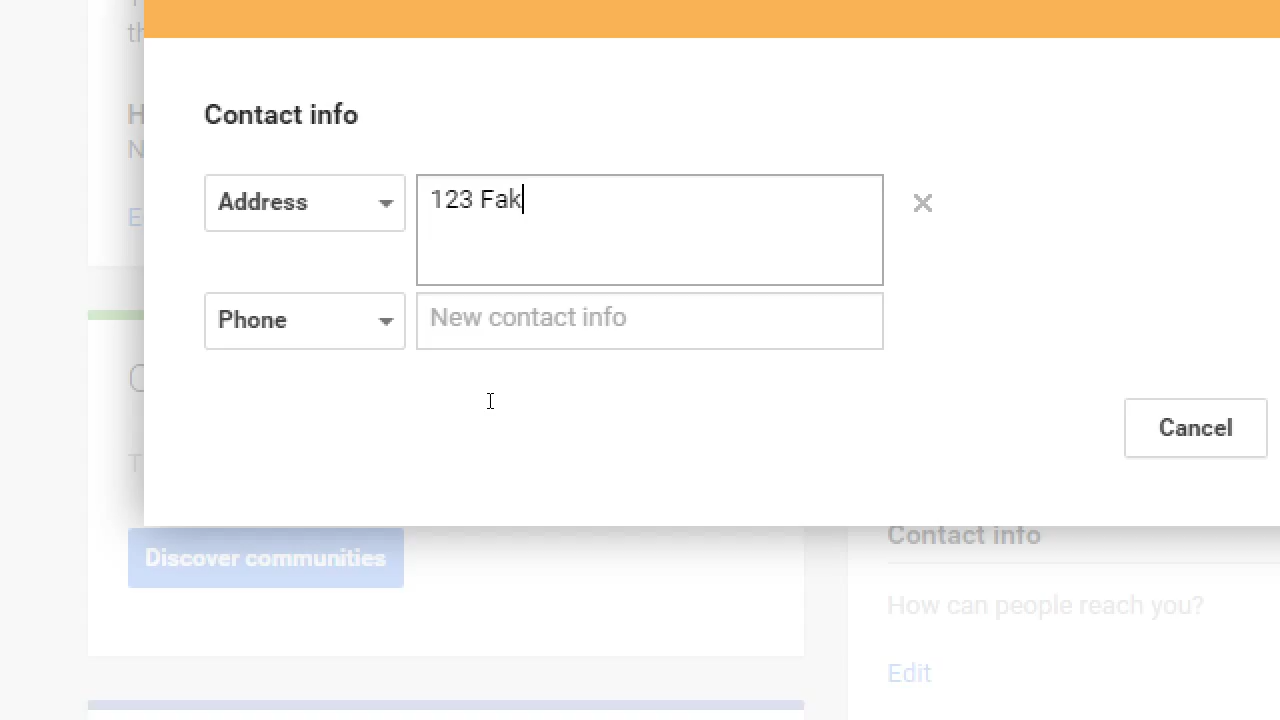 th
Contact info
Address
123 Fak
Phone
New contact info
Cancel
Discover communities
Contact info
How can people reach you?
Edit